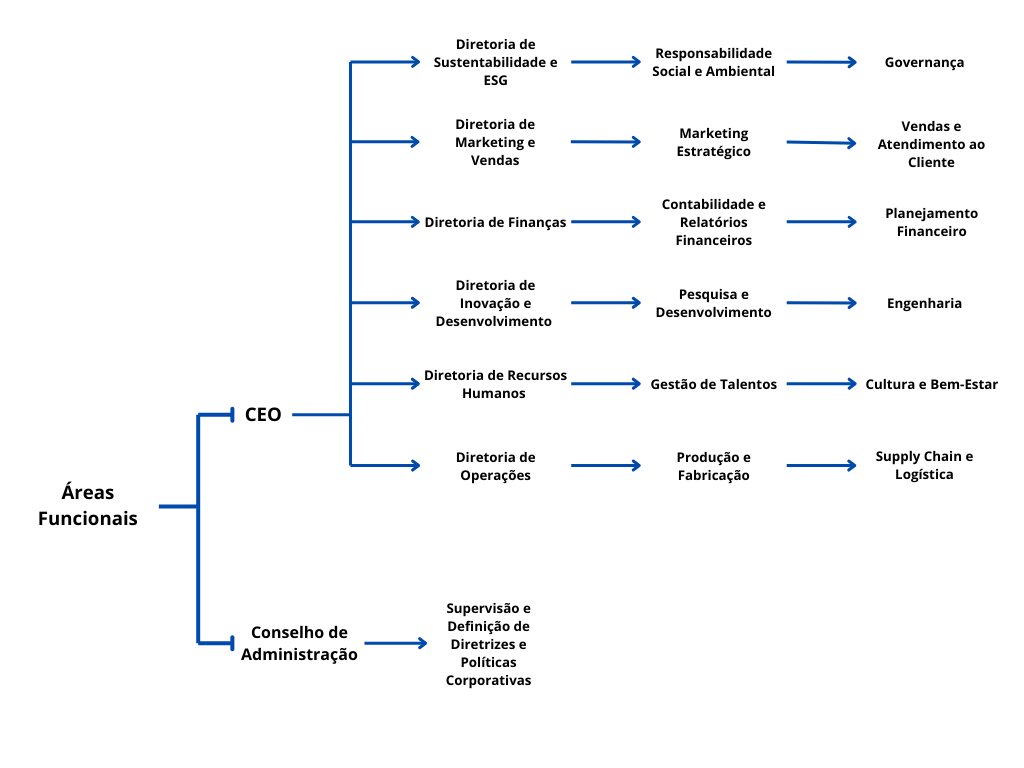 Diretoria de
Sustentabilidade e
ESG
Responsabilidade
Social e Ambiental
Governança
Diretoria de
Marketing e
Vendas
Marketing
Estratégico
Vendas e
Atendimento ao
Cliente
Diretoria de Finanças
Contabilidade e
Relatórios
Financeiros
Planejamento
Financeiro
Diretoria de
Inovação e
Desenvolvimento
Pesquisa e
Desenvolvimento
Engenharia
Diretoria de Recursos
Humanos
Gestão de Talentos
Cultura e Bem-Estar
CEO
Diretoria de
Operações
Produção e
Fabricação
Supply Chain e
Logística
Áreas
Funcionais
Conselho de
Administração
Supervisão e
Definição de
Diretrizes e
Políticas
Corporativas